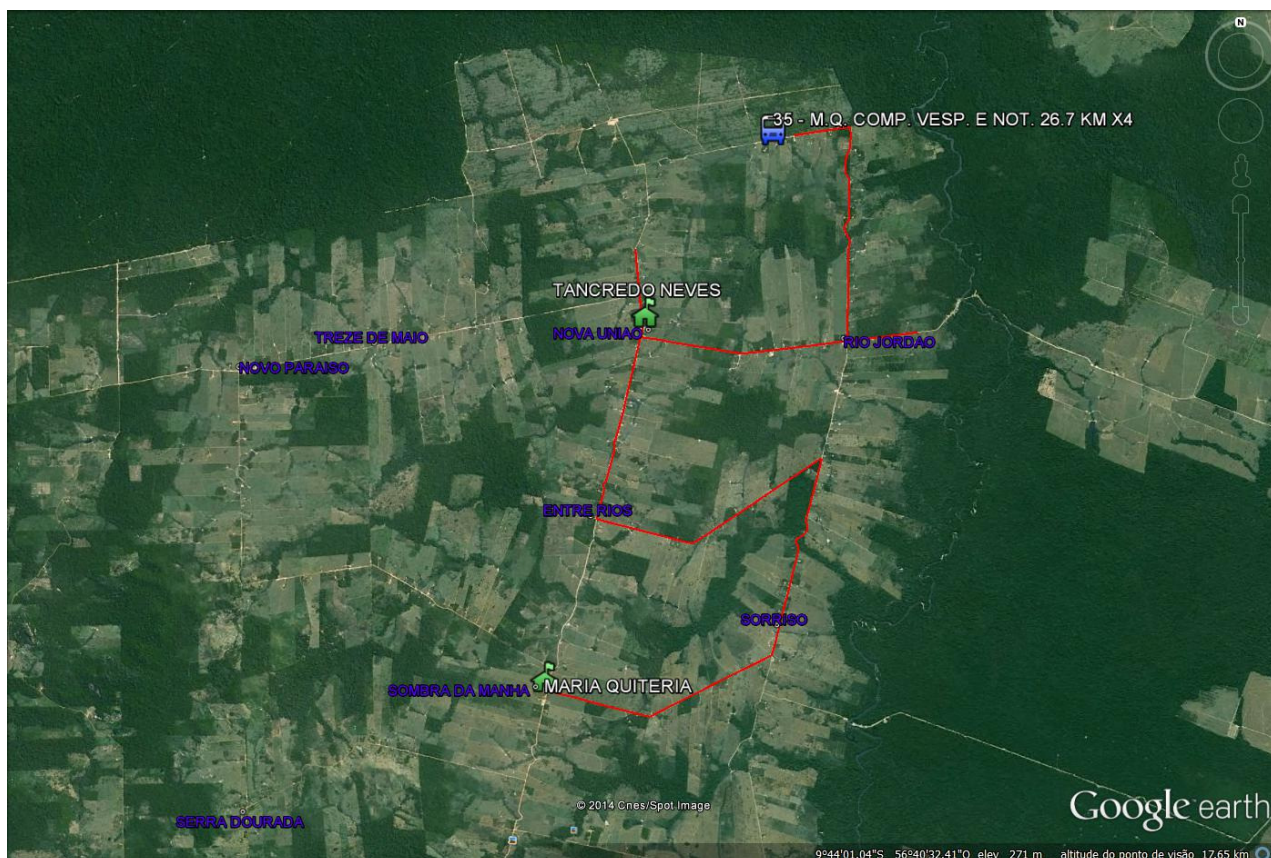 N
35 - M.Q. COMP. VESP. E NOT. 26.7 KM X4
TANCREDO NEVES
NOVA UNIAO
TREZE DE MAIO
RIO JORDAO
NOVO PARAISO
ENTRE RIOS
SORRISO
MARIA QUITERIA
SOMBRA DA MANHA
© 2014 Cnes/Spot Image
Google earth
SERRA DOURADA
9°44'01.04"S 56°40'32.41"O elev 271 m altitude do ponto de visão 17.65 km